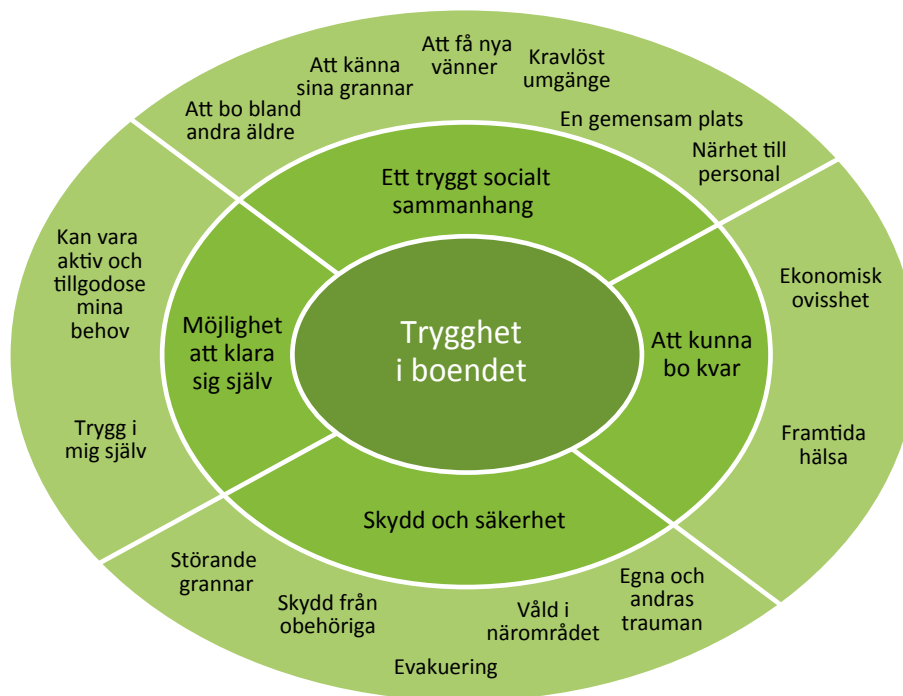 Att bo bland
andra äldre
Att känna
sina grannar
Att få nya
vänner
Kravlöst
umgänge
En gemensam plats
Närhet till
personal
Ett tryggt socialt
sammanhang
Kan vara
aktiv och
tillgodose
mina
behov
Trygg i
mig själv
Möjlighet
att klara
sig själv
Trygghet
i boendet
Att kunna
bo kvar
Ekonomisk
ovisshet
Framtida
hälsa
Skydd och säkerhet
Störande
grannar
Skydd från
obehöriga
Evakuering
Våld i
närområdet
Egna och
andras
trauman